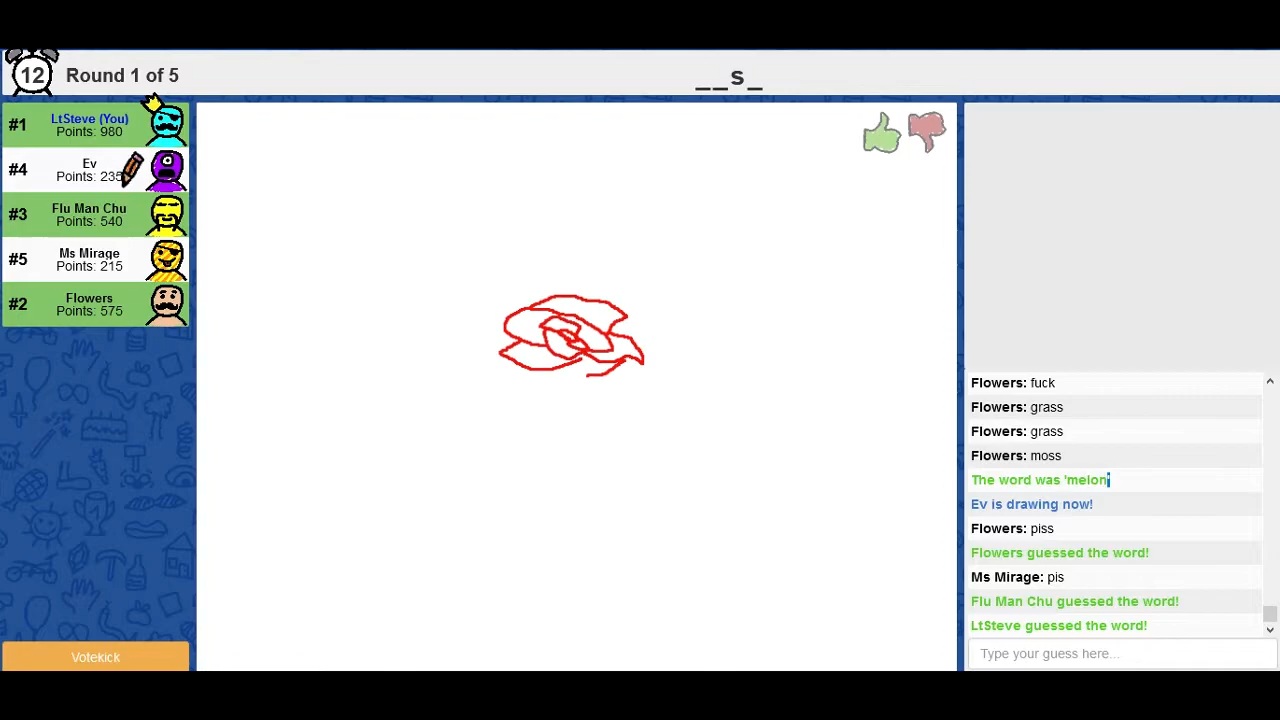 12
Round 1 of 5
__s_
#1
LtSteve (You)
Points: 980
#4
Ev
Points: 235
#3
Flu Man Chu
Points: 540
#5
Ms Mirage
Points: 215
#2
Flowers
Points: 575
Votekick
Flowers: fuck
Flowers: grass
Flowers: grass
Flowers: moss
The word was 'melon'
Ev is drawing now!
Flowers: piss
Flowers guessed the word!
Ms Mirage: pis
Flu Man Chu guessed the word!
LtSteve guessed the word!
Type your guess here...